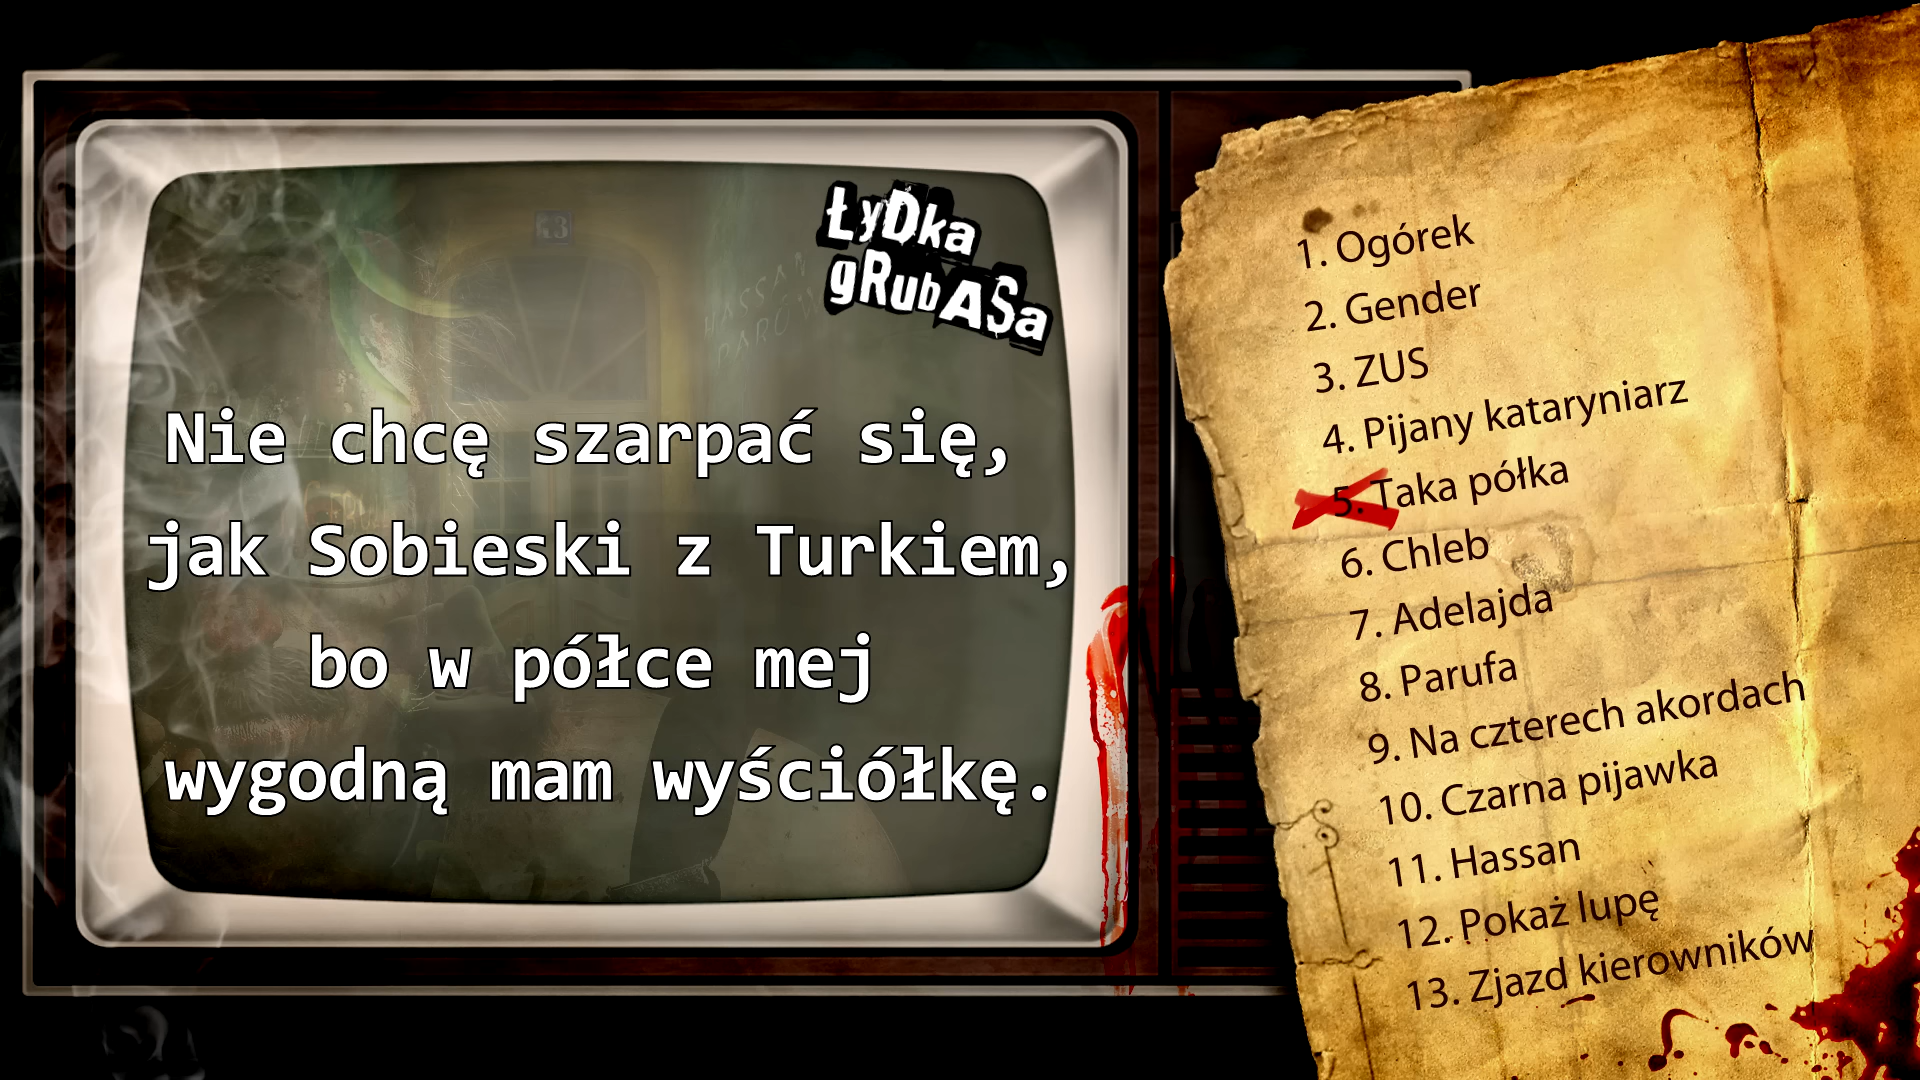 ŁyDka
gRubASa
Nie chcę szarpać się,
jak Sobieski z Turkiem,
bo w półce mej
wygodną mam wyściółkę.
1. Ogórek
2. Gender
3. ZUS
4. Pijany kataryniarz
5. Taka półka
6. Chleb
7. Adelajda
8. Parufa
9. Na czterech akordach
10. Czarna pijawka
11. Hassan
12. Pokaż lupę
13. Zjazd kierowników
43
HASSAN